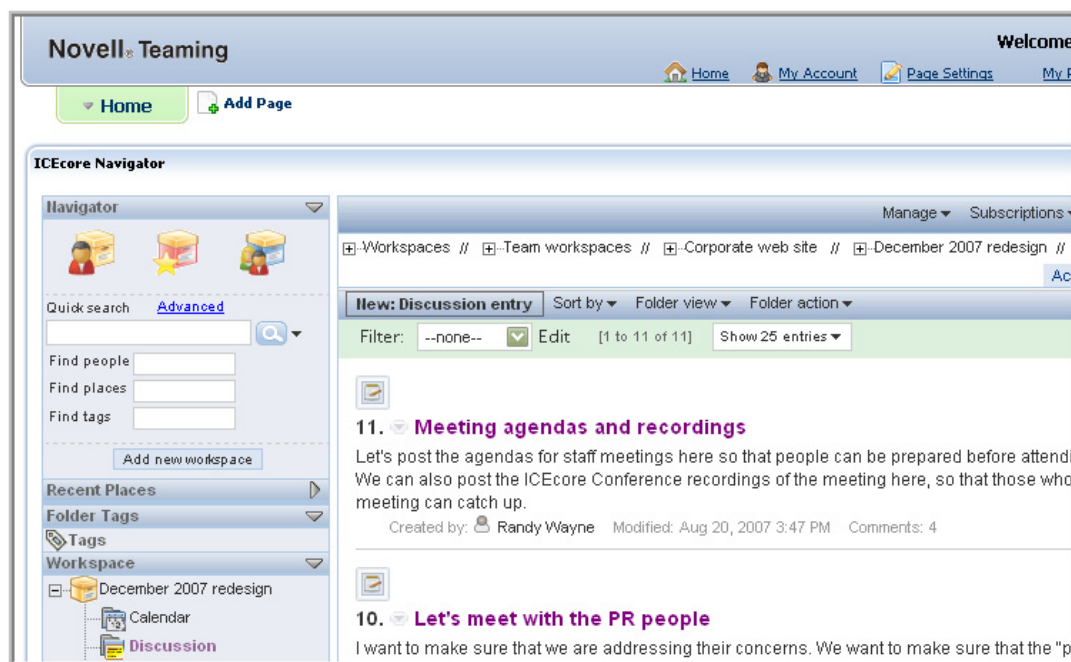 Novell® Teaming
Welcome
Home My Account Page Settings My
Home Add Page
ICEcore Navigator
Navigator
Quick search Advanced
Find people
Find places
Find tags
Add new workspace
Recent Places
Folder Tags
Tags
Workspace
December 2007 redesign
Calendar
Discussion
Manage Subscriptions
Workspaces // Team workspaces // Corporate web site // December 2007 redesign //
Ac
New: Discussion entry Sort by Folder view Folder action
Filter: --none-- Edit [1 to 11 of 11] Show 25 entries
11. Meeting agendas and recordings
Let's post the agendas for staff meetings here so that people can be prepared before attendi
We can also post the ICEcore Conference recordings of the meeting here, so that those who
meeting can catch up.
Created by: Randy Wayne Modified: Aug 20, 2007 3:47 PM Comments: 4
10. Let's meet with the PR people
I want to make sure that we are addressing their concerns. We want to make sure that the "p